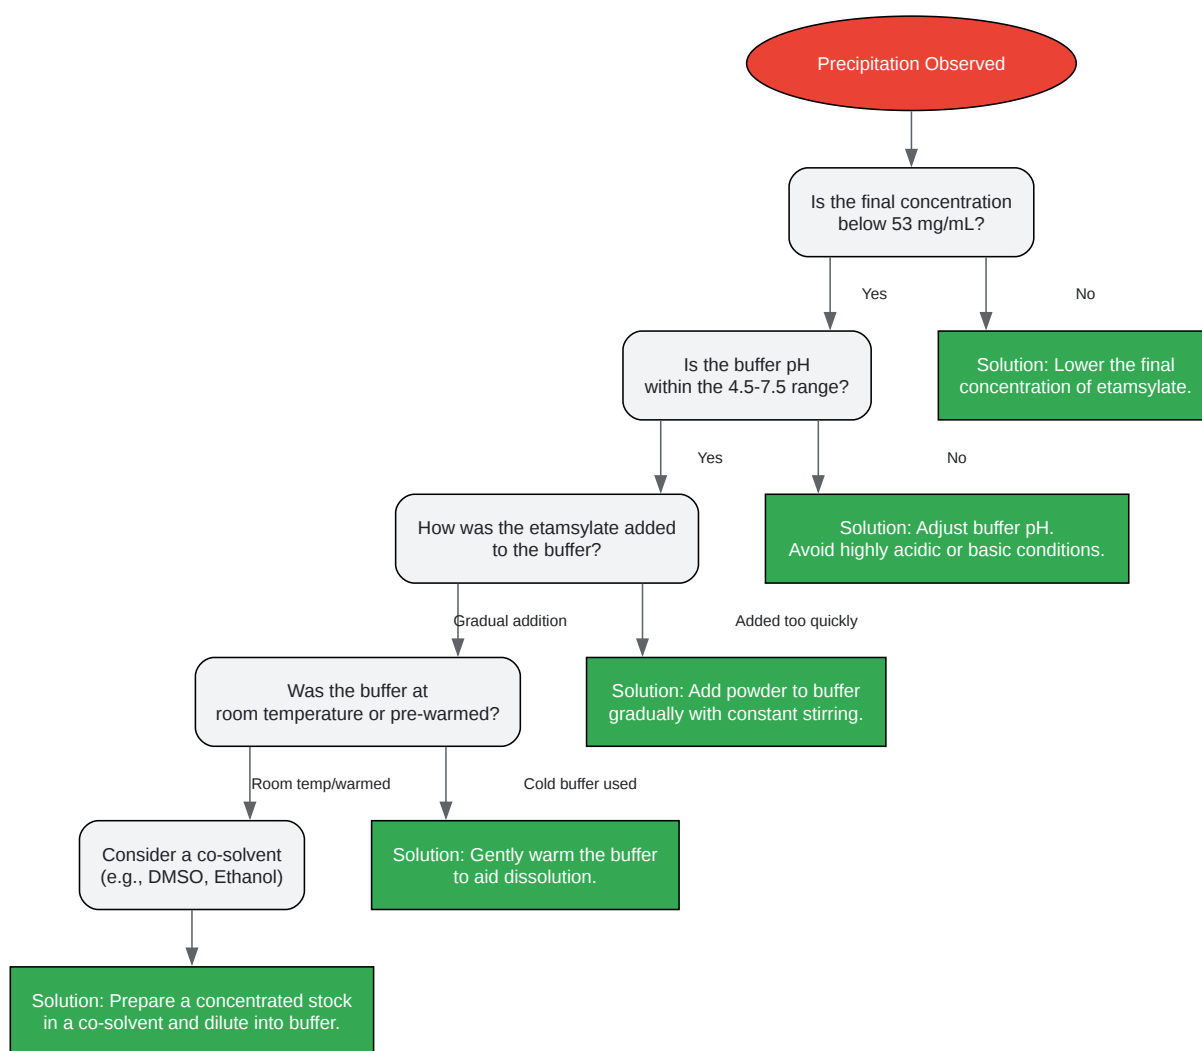 Precipitation Observed
Is the final concentration
below 53 mg/mL?
Yes
No
Is the buffer pH
within the 4.5-7.5 range?
Solution: Lower the final
concentration of etamsylate.
Yes
No
How was the etamsylate added
to the buffer?
Solution: Adjust buffer pH.
Avoid highly acidic or basic conditions.
Gradual addition
Added too quickly
Was the buffer at
room temperature or pre-warmed?
Solution: Add powder to buffer
gradually with constant stirring.
Room temp/warmed
Cold buffer used
Consider a co-solvent
(e.g., DMSO, Ethanol)
Solution: Gently warm the buffer
to aid dissolution.
Solution: Prepare a concentrated stock
in a co-solvent and dilute into buffer.